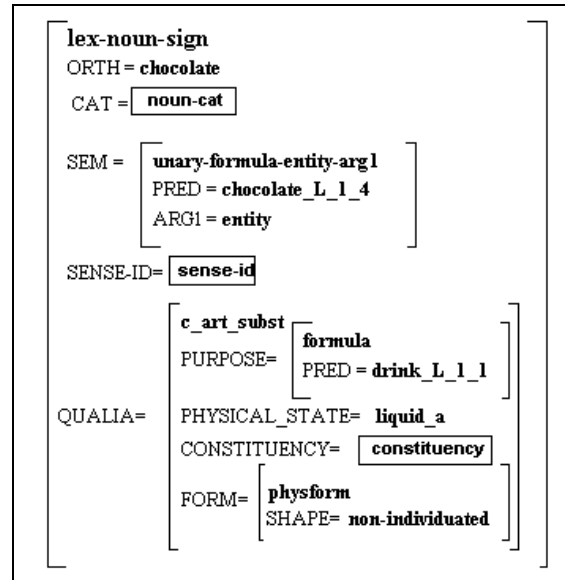 lex-noun-sign
ORTH = chocolate
CAT = noun-cat
SEM = unary-formula-entity-arg1
PRED = chocolate_L_1_4
ARG1 = entity
SENSE-ID= sense-id
QUALIA= c_art_subst
PURPOSE= formula
PRED = drink_L_1_1
PHYSICAL_STATE= liquid_a
CONSTITUENCY= constituency
FORM= physform
SHAPE= non-individuated